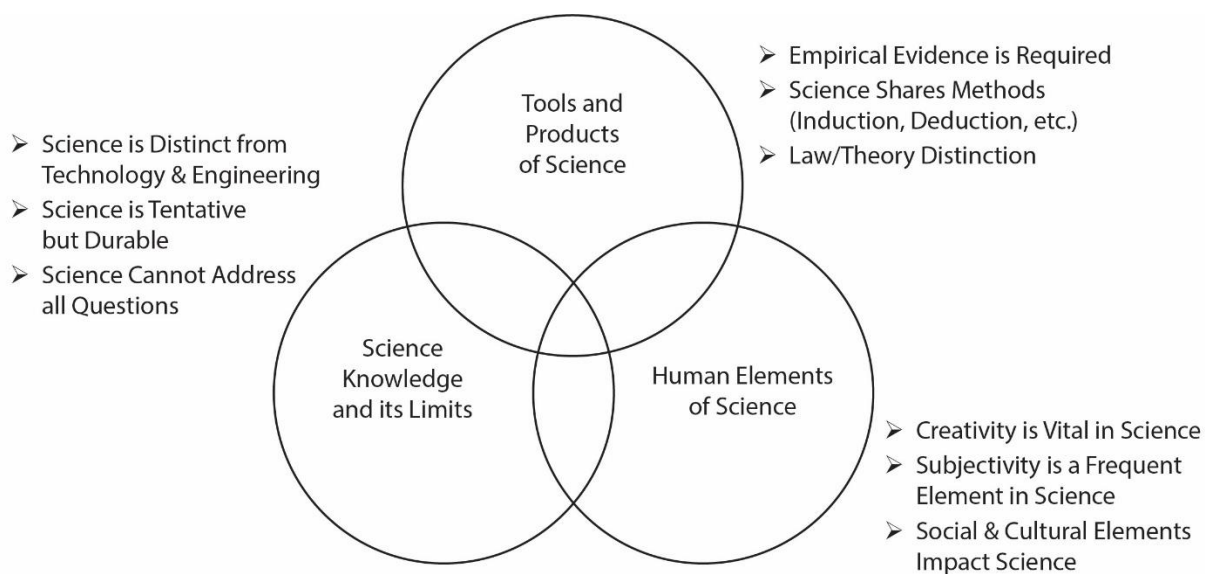 Tools and
Products
of Science
➤ Empirical Evidence is Required
➤ Science Shares Methods
(Induction, Deduction, etc.)
➤ Law/Theory Distinction
➤ Science is Distinct from
Technology & Engineering
➤ Science is Tentative
but Durable
➤ Science Cannot Address
all Questions
Science
Knowledge
and its Limits
Human Elements
of Science
➤ Creativity is Vital in Science
➤ Subjectivity is a Frequent
Element in Science
➤ Social & Cultural Elements
Impact Science